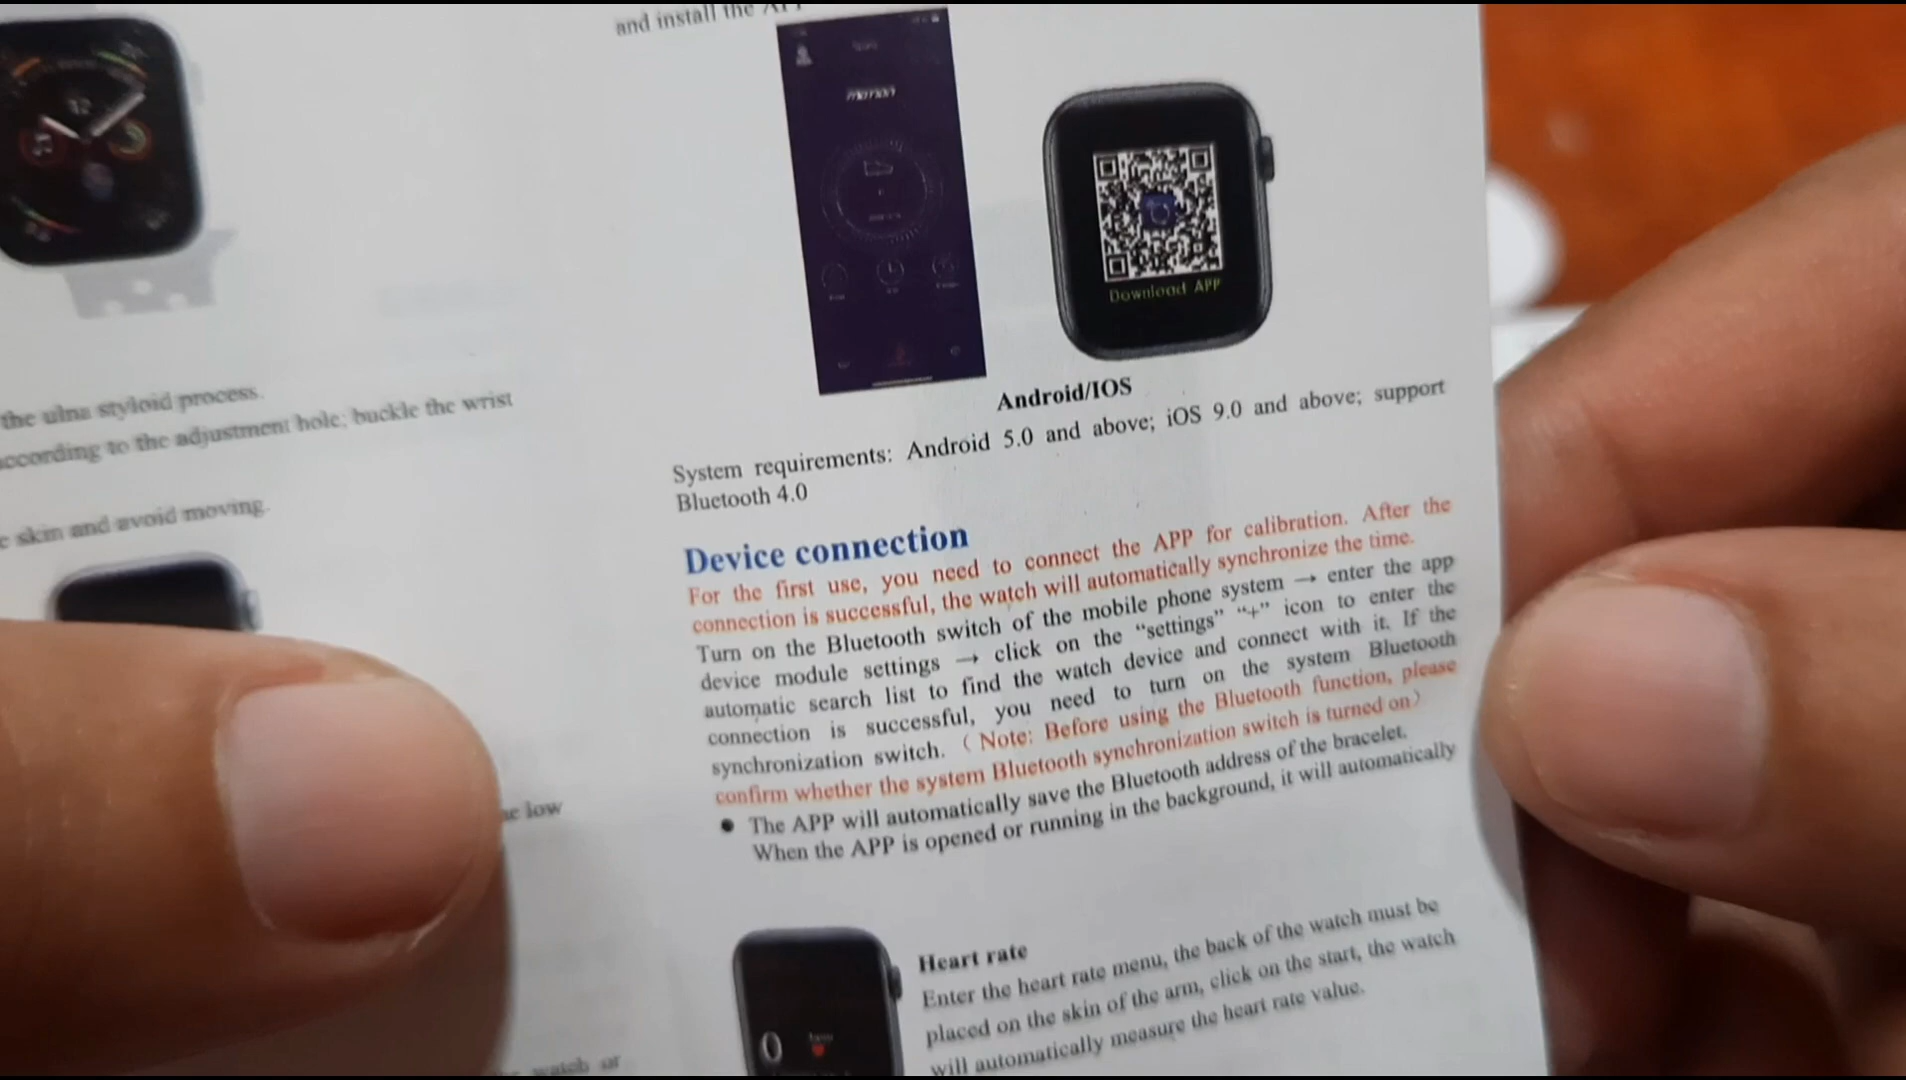 the ulna styloid process.
according to the adjustment hole; buckle the wrist
skin and avoid moving.
low
watch or
and install the APP
motion
Download APP
Android/IOS
System requirements: Android 5.0 and above; iOS 9.0 and above; support
Bluetooth 4.0
Device connection
For the first use, you need to connect the APP for calibration. After the
connection is successful, the watch will automatically synchronize the time.
Turn on the Bluetooth switch of the mobile phone system → enter the app
device module settings → click on the “settings” “+” icon to enter the
automatic search list to find the watch device and connect with it. If the
connection is successful, you need to turn on the system Bluetooth
synchronization switch. (Note: Before using the Bluetooth function, please
confirm whether the system Bluetooth synchronization switch is turned on)
● The APP will automatically save the Bluetooth address of the bracelet.
When the APP is opened or running in the background, it will automatically
Heart rate
Enter the heart rate menu, the back of the watch must be
placed on the skin of the arm, click on the start, the watch
will automatically measure the heart rate value.
0